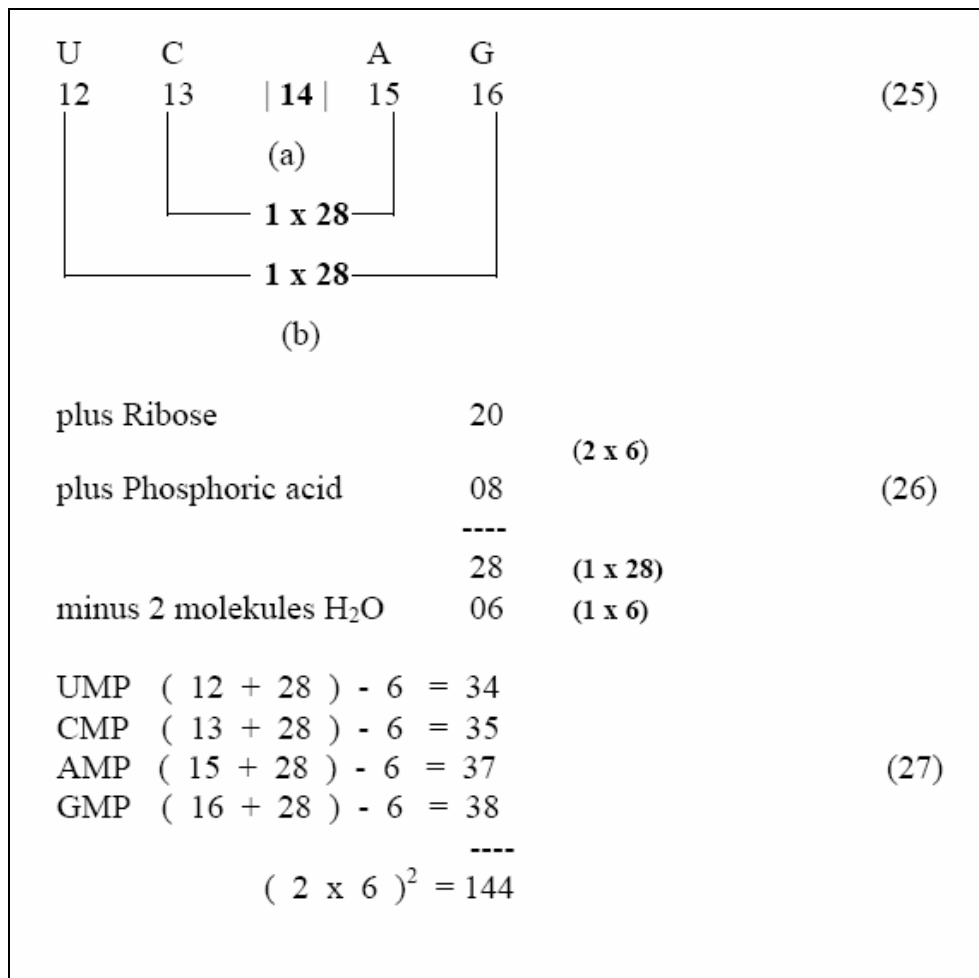 U C A G
12 13 | 14 | 15 16 (25)
(a)
1 x 28
1 x 28
(b)
plus Ribose 20
(2 x 6)
plus Phosphoric acid 08 (26)
----
28 (1 x 28)
minus 2 molekules H₂O 06 (1 x 6)
UMP ( 12 + 28 ) - 6 = 34
CMP ( 13 + 28 ) - 6 = 35
AMP ( 15 + 28 ) - 6 = 37 (27)
GMP ( 16 + 28 ) - 6 = 38
----
( 2 x 6 )² = 144